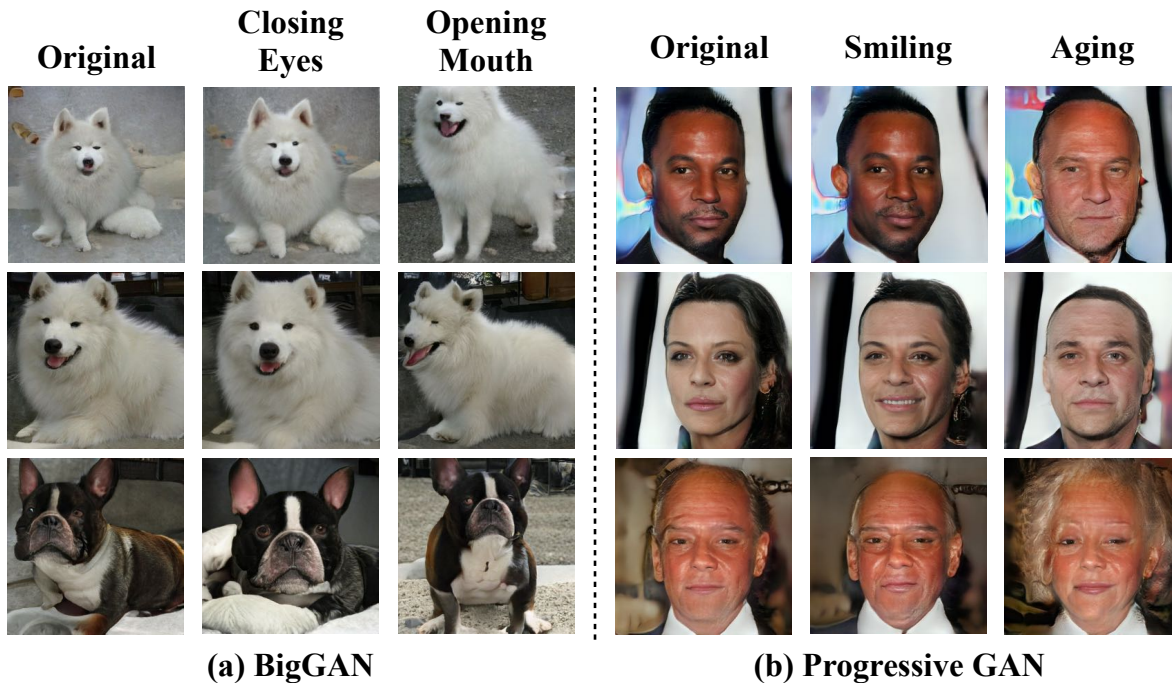 Original
Closing
Eyes
Opening
Mouth
Original
Smiling
Aging
(a) BigGAN
(b) Progressive GAN